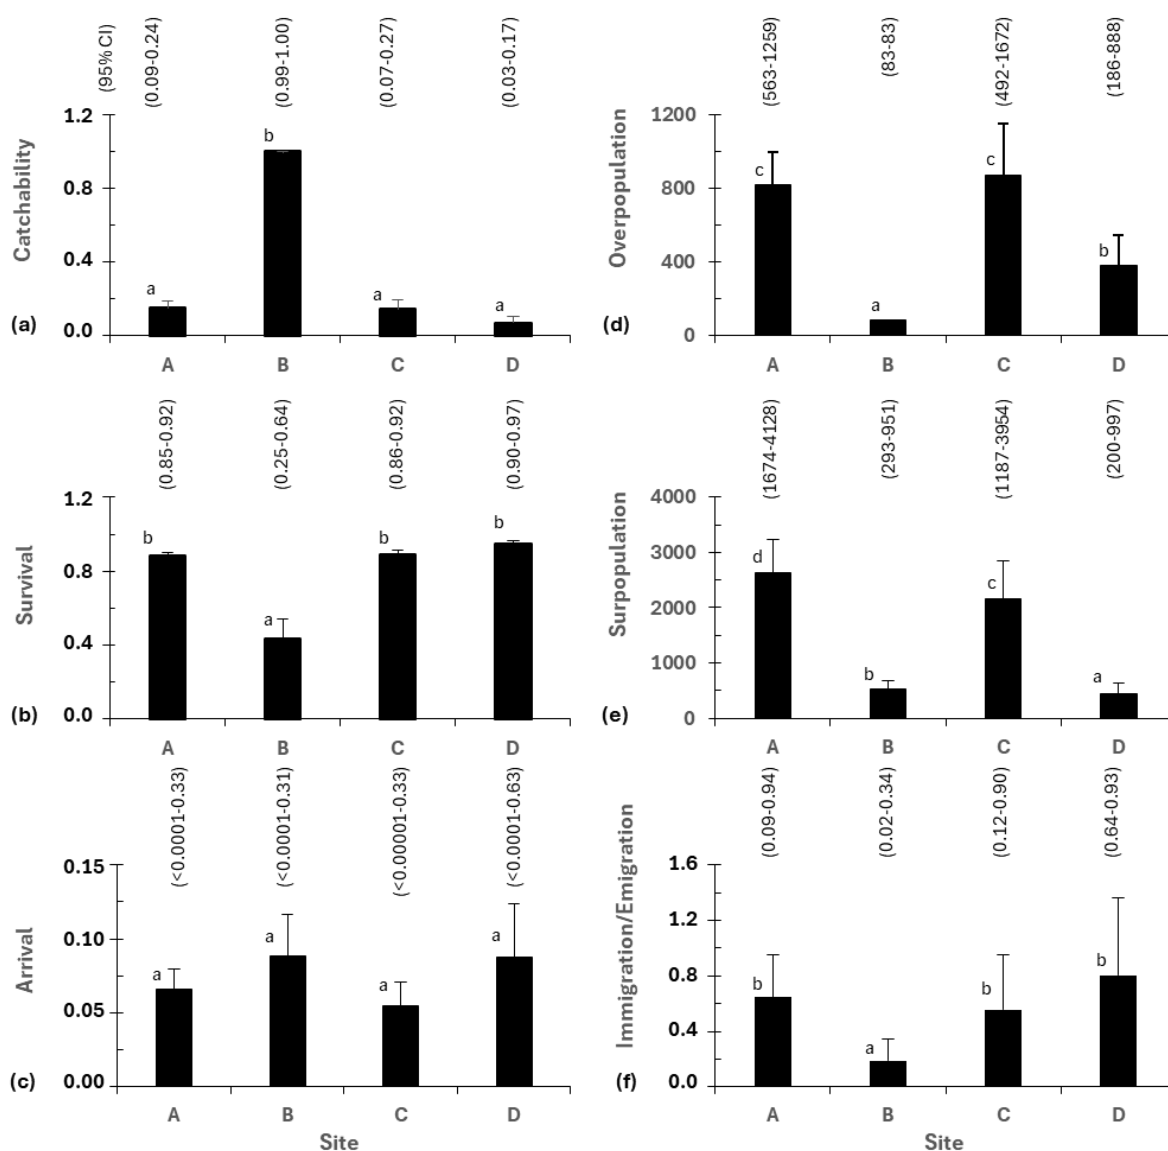 (95%CI)
(0.09-0.24)
(0.99-1.00)
(0.07-0.27)
(0.03-0.17)
Catchability
1.2
0.8
0.4
0.0
a
b
a
a
(a)
A
B
C
D
(563-1259)
(83-83)
(492-1672)
(186-888)
Overpopulation
1200
800
400
0
c
a
c
b
(d)
A
B
C
D
(0.85-0.92)
(0.25-0.64)
(0.86-0.92)
(0.90-0.97)
Survival
1.2
0.8
0.4
0.0
b
a
b
b
(b)
A
B
C
D
(1674-4128)
(293-951)
(1187-3954)
(200-997)
Surpopulation
4000
3000
2000
1000
0
d
b
c
a
(e)
A
B
C
D
(<0.0001-0.33)
(<0.0001-0.31)
(<0.00001-0.33)
(<0.0001-0.63)
Arrival
0.15
0.10
0.05
0.00
a
a
a
a
(c)
A
B
C
D
Site
(0.09-0.94)
(0.02-0.34)
(0.12-0.90)
(0.64-0.93)
Immigration/Emigration
1.6
1.2
0.8
0.4
0.0
b
a
b
b
(f)
A
B
C
D
Site